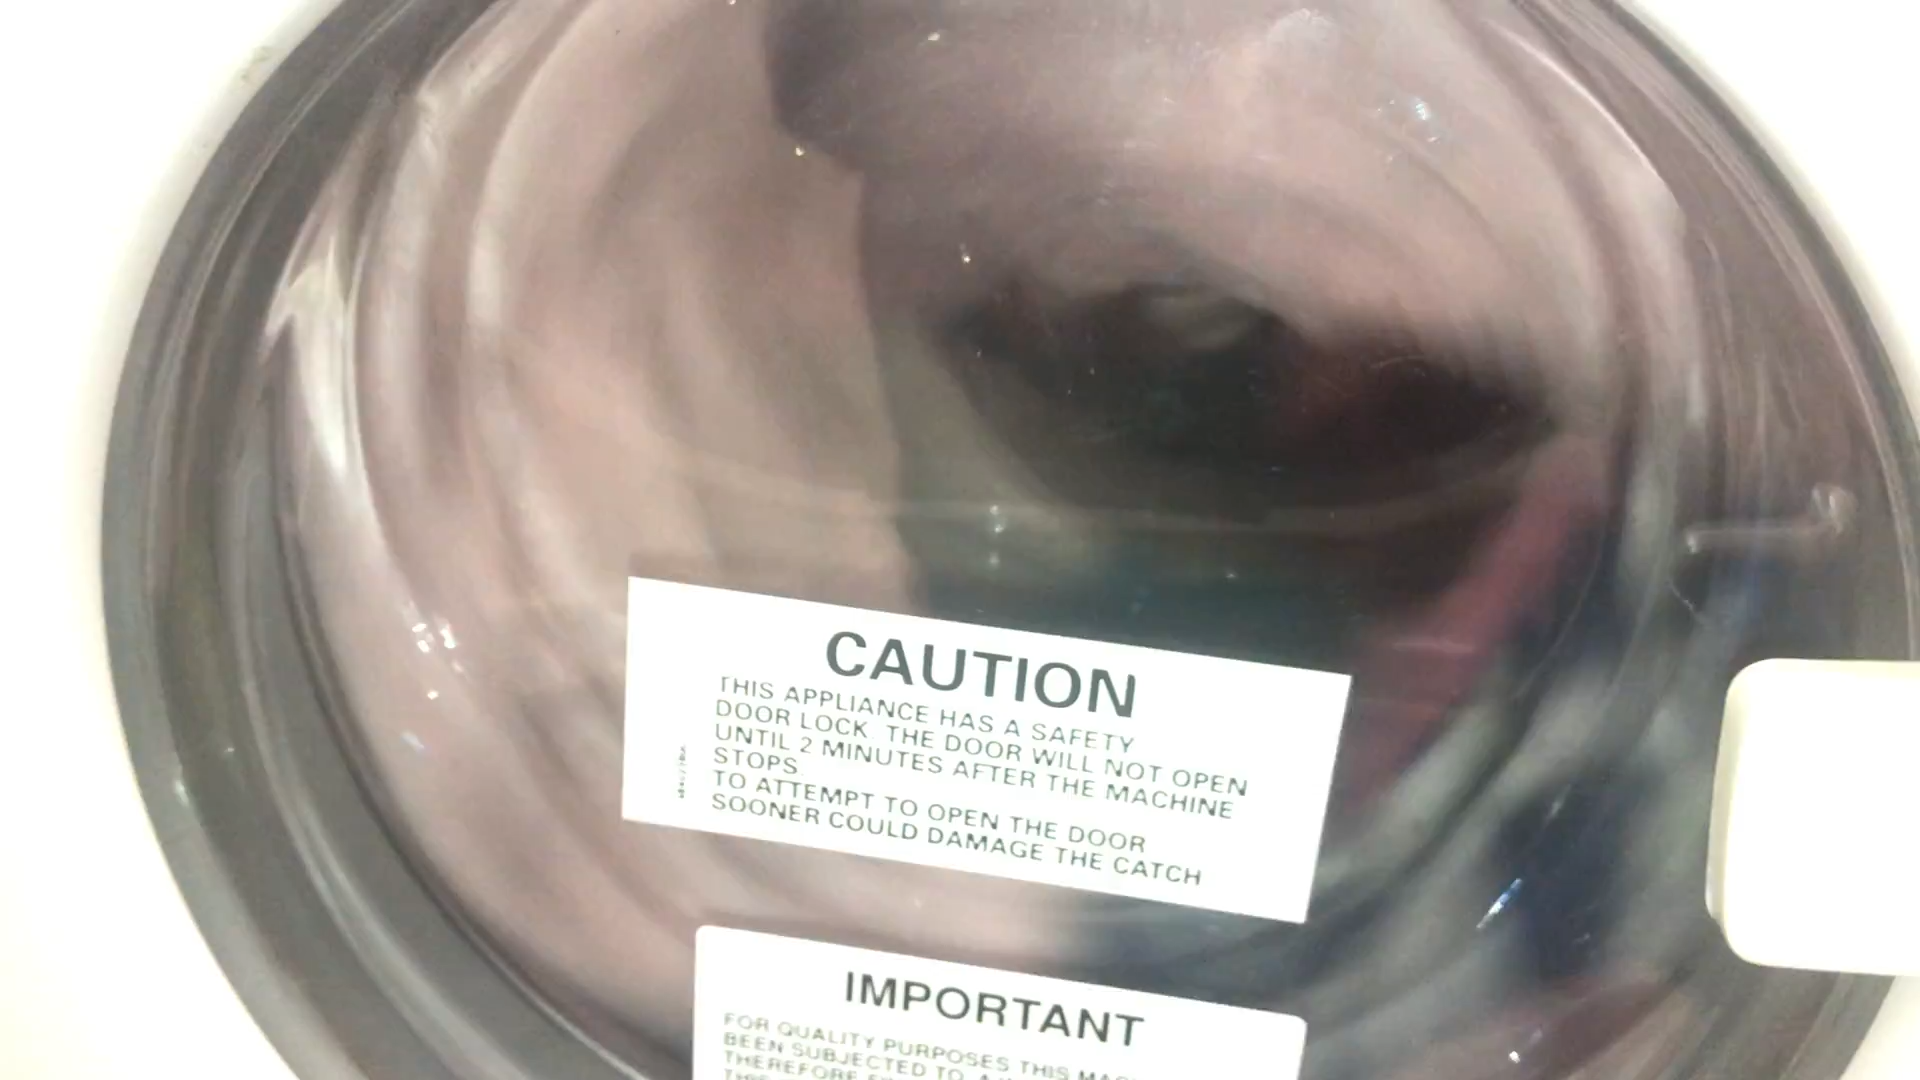 CAUTION
THIS APPLIANCE HAS A SAFETY
DOOR LOCK. THE DOOR WILL NOT OPEN
UNTIL 2 MINUTES AFTER THE MACHINE
STOPS.
TO ATTEMPT TO OPEN THE DOOR
SOONER COULD DAMAGE THE CATCH
IMPORTANT
FOR QUALITY PURPOSES THIS
BEEN SUBJECTED TO
THEREFORE